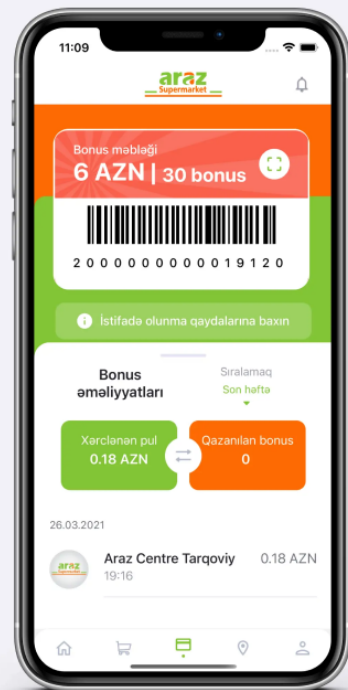 11:09
araz
Supermarket
Bonus məbləği
6 AZN | 30 bonus
2000000000019120
İstifadə olunma qaydalarına baxın
Bonus əməliyyatları
Sıralamaq
Son həftə
Xərclənən pul
0.18 AZN
Qazanılan bonus
0
26.03.2021
araz
Supermarket
Araz Centre Tarqoviy
0.18 AZN
19:16